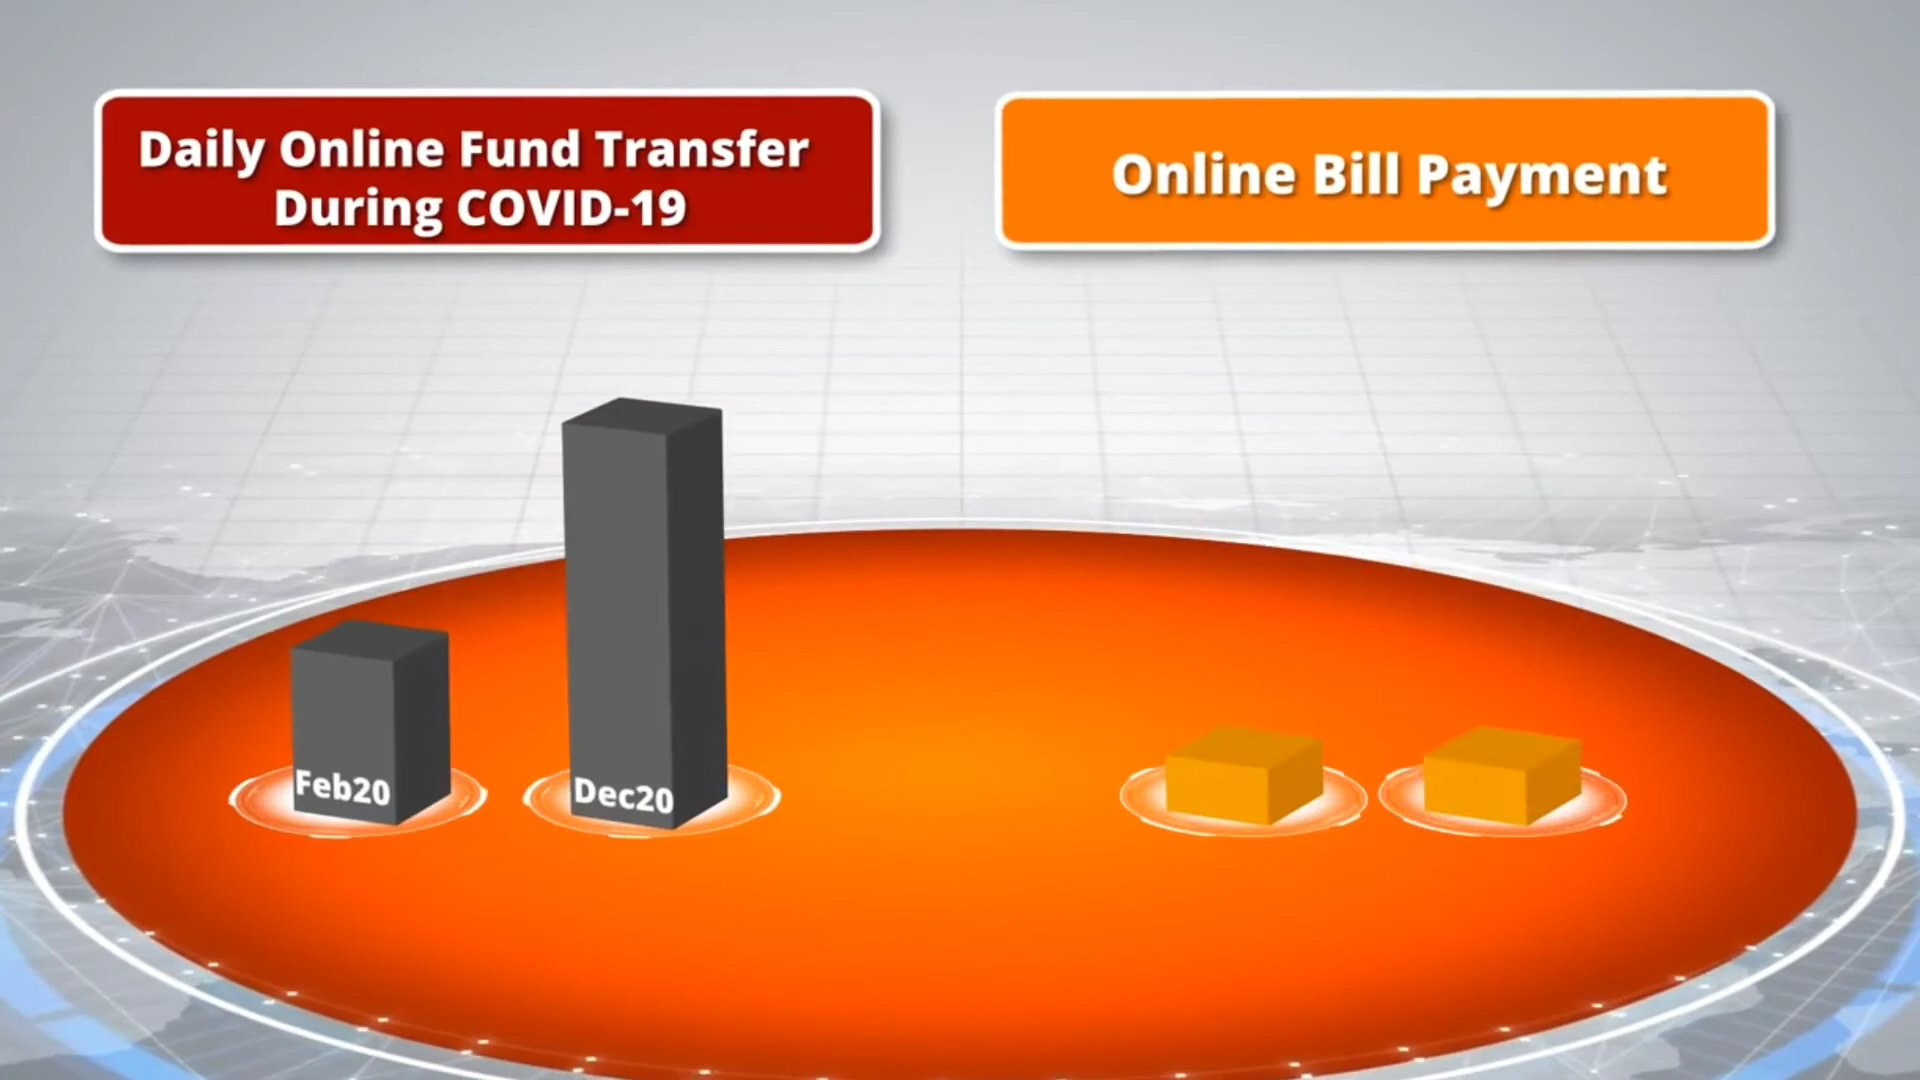 Daily Online Fund Transfer
During COVID-19
Online Bill Payment
Feb20
Dec20